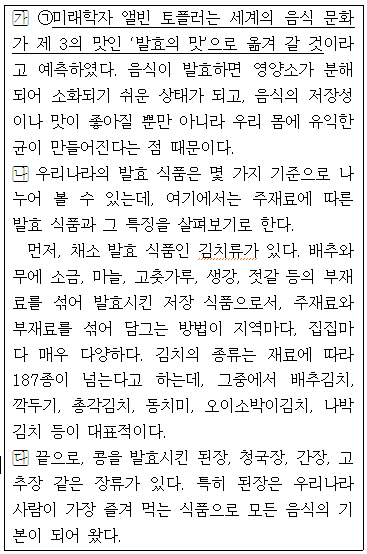 가 ㉠미래학자 앨빈 토플러는 세계의 음식 문화
가 제 3의 맛인 ‘발효의 맛’으로 옮겨 갈 것이라
고 예측하였다. 음식이 발효하면 영양소가 분해
되어 소화되기 쉬운 상태가 되고, 음식의 저장성
이나 맛이 좋아질 뿐만 아니라 우리 몸에 유익한
균이 만들어진다는 점 때문이다.
나 우리나라의 발효 식품은 몇 가지 기준으로 나
누어 볼 수 있는데, 여기에서는 주재료에 따른
발효 식품과 그 특징을 살펴보기로 한다.
먼저, 채소 발효 식품인 김치류가 있다. 배추와
무에 소금, 마늘, 고춧가루, 생강, 젓갈 등의 부재
료를 섞어 발효시킨 저장 식품으로서, 주재료와
부재료를 섞어 담그는 방법이 지역마다, 집집마
다 매우 다양하다. 김치의 종류는 재료에 따라
187종이 넘는다고 하는데, 그중에서 배추김치,
깍두기, 총각김치, 동치미, 오이소박이김치, 나박
김치 등이 대표적이다.
다 끝으로, 콩을 발효시킨 된장, 청국장, 간장, 고
추장 같은 장류가 있다. 특히 된장은 우리나라
사람이 가장 즐겨 먹는 식품으로 모든 음식의 기
본이 되어 왔다.